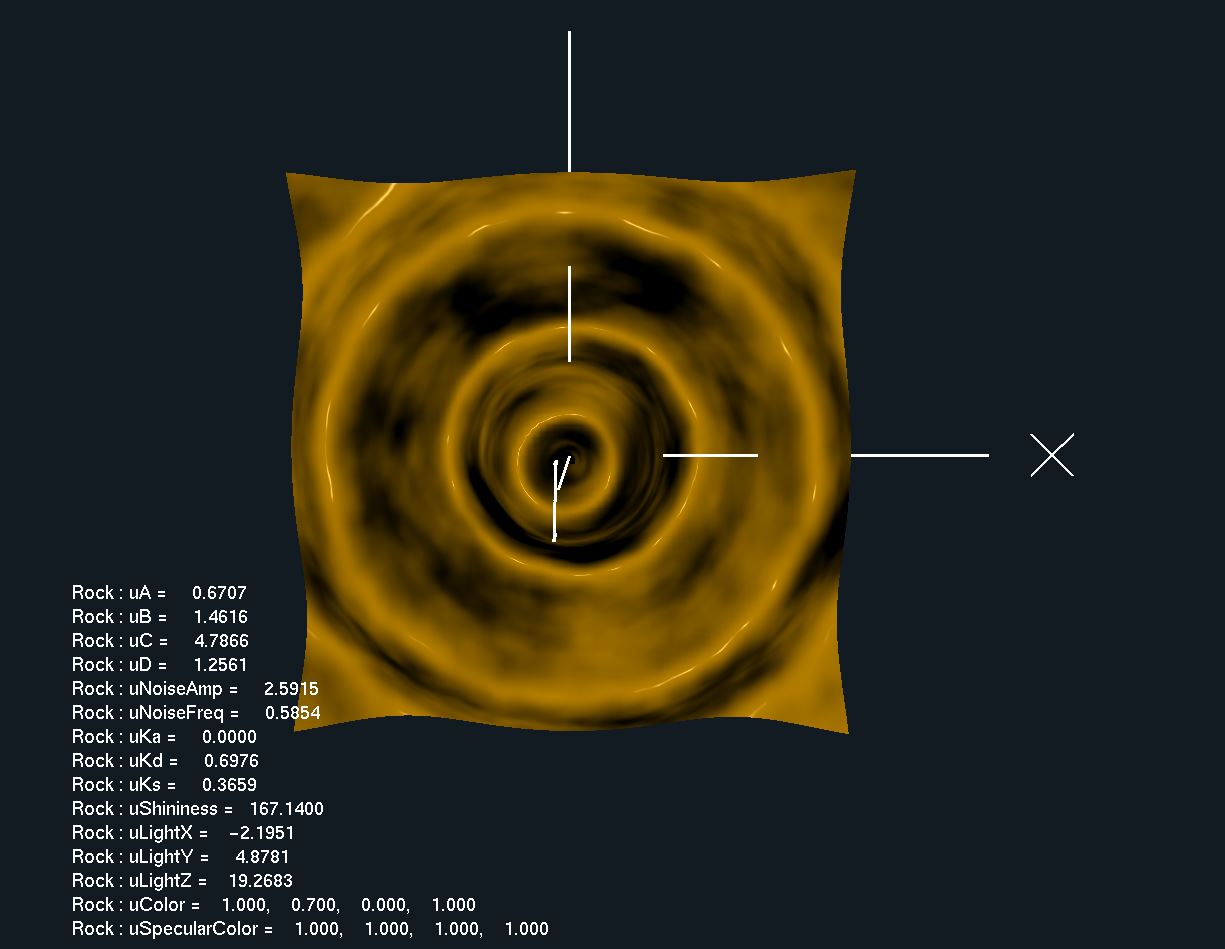 X
Rock : uA = 0.6707
Rock : uB = 1.4616
Rock : uC = 4.7866
Rock : uD = 1.2561
Rock : uNoiseAmp = 2.5915
Rock : uNoiseFreq = 0.5854
Rock : uKa = 0.0000
Rock : uKd = 0.6976
Rock : uKs = 0.3659
Rock : uShininess = 167.1400
Rock : uLightX = −2.1951
Rock : uLightY = 4.8781
Rock : uLightZ = 19.2683
Rock : uColor = 1.000, 0.700, 0.000, 1.000
Rock : uSpecularColor = 1.000, 1.000, 1.000, 1.000